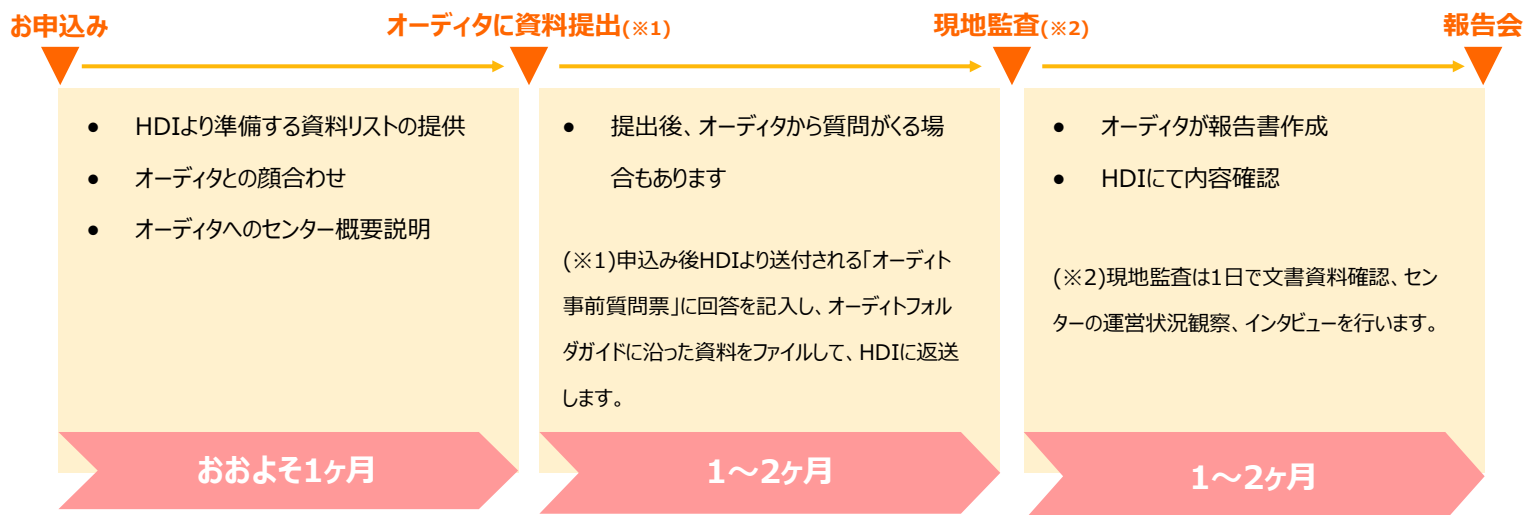 お申込み
オーディタに資料提出(※1)
現地監査(※2)
報告会
● HDIより準備する資料リストの提供
● オーディタとの顔合わせ
● オーディタへのセンター概要説明
おおよそ1ヶ月
● 提出後、オーディタから質問がくる場
合もあります
(※1)申込み後HDIより送付される「オーディト
事前質問票」に回答を記入し、オーディトフォル
ダガイドに沿った資料をファイルして、HDIに返送
します。
1～2ヶ月
● オーディタが報告書作成
● HDIにて内容確認
(※2)現地監査は1日で文書資料確認、セン
ターの運営状況観察、インタビューを行います。
1～2ヶ月